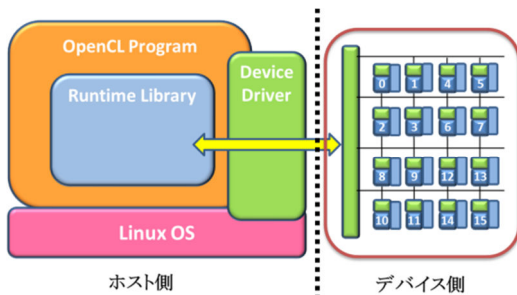 OpenCL Program
Runtime Library
Device
Driver
Linux OS
ホスト側
0 1 4 5
2 3 6 7
8 9 12 13
10 11 14 15
デバイス側